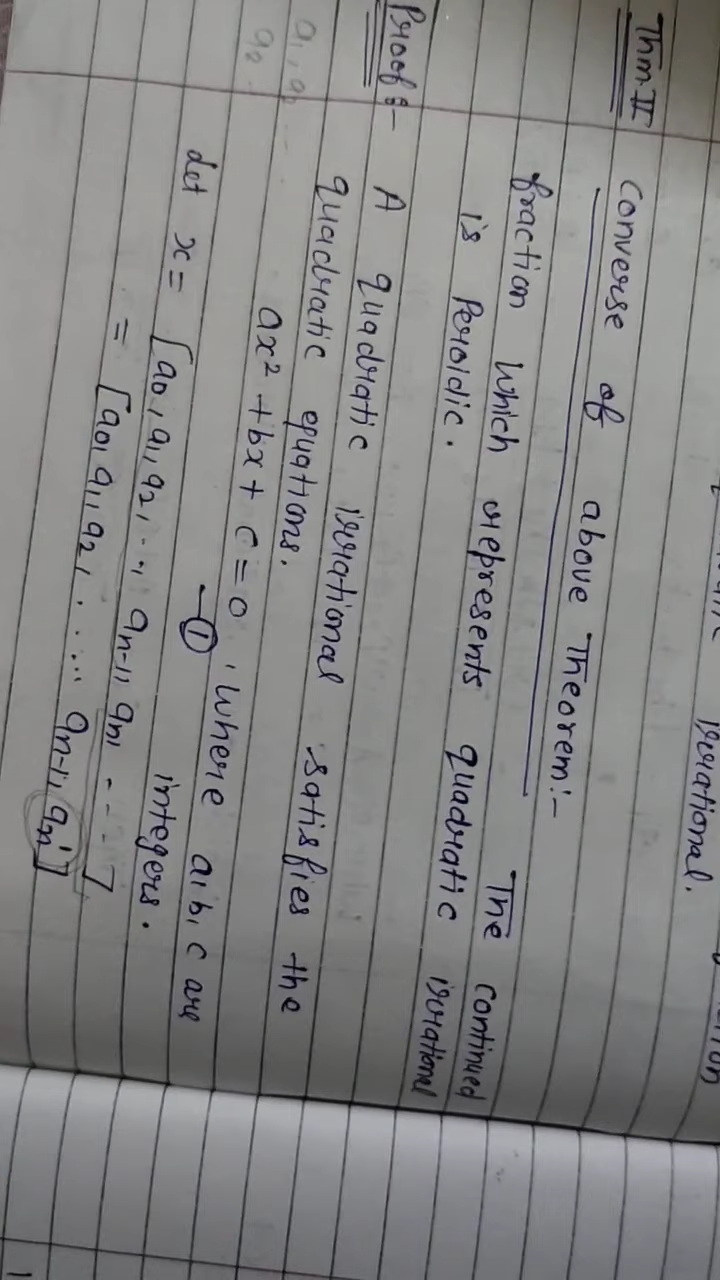 irrational.
Thm. II Converse of above Theorem:-
The continued
fraction which represents quadratic irrational
is Peroidic.
Proof:- A quadratic irrational satisfies the
quadratic equations.
ax² + bx + c = 0, where a, b, c are
—① integers.
Let x = [a₀, a₁, a₂, .., aₙ₋₁, aₙ, - - - ]
= [a₀, a₁, a₂, ..... aₙ₋₁, aₙ']